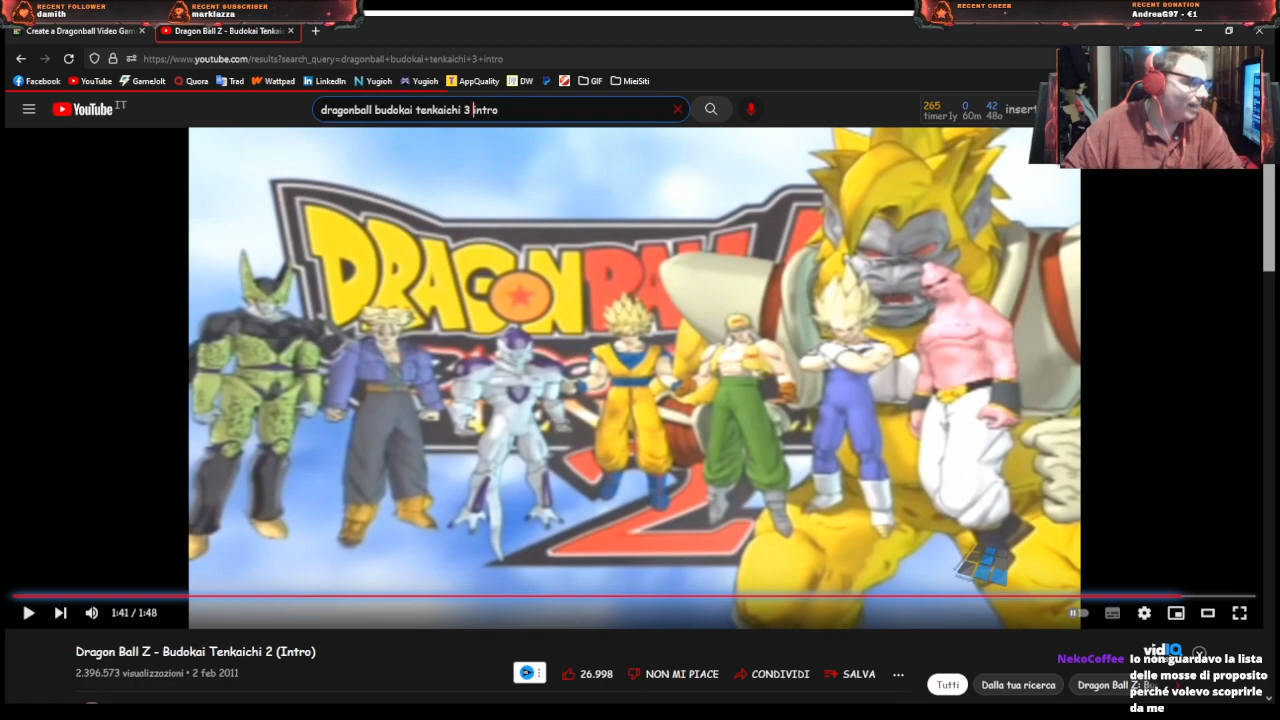 RECENT FOLLOWER
damith
RECENT SUBSCRIBER
marklazza
RECENT CHEER
RECENT DONATION
AndreaG97 - €1
Create a Dragonball Video Gam
Dragon Ball Z - Budokai Tenkai
https://www.youtube.com/results?search_query=dragonball+budokai+tenkaichi+3+intro
Facebook YouTube GameJolt Quora Trad Wattpad LinkedIn Yugioh Yugioh AppQuality DW GIF MieiSiti
YouTube IT
dragonball budokai tenkaichi 3 intro
265 0 42 insert
timer 1y 60m 48o
DRAGON BA
2
1:41 / 1:48
Dragon Ball Z - Budokai Tenkaichi 2 (Intro)
2.396.573 visualizzazioni • 2 feb 2011
26.998 NON MI PIACE CONDIVIDI SALVA
vidIQ
Tutti Dalla tua ricerca Dragon Ball Z: Bu
NekoCoffee Io non guardavo la lista
delle mosse di proposito
perché volevo scoprirle
da me